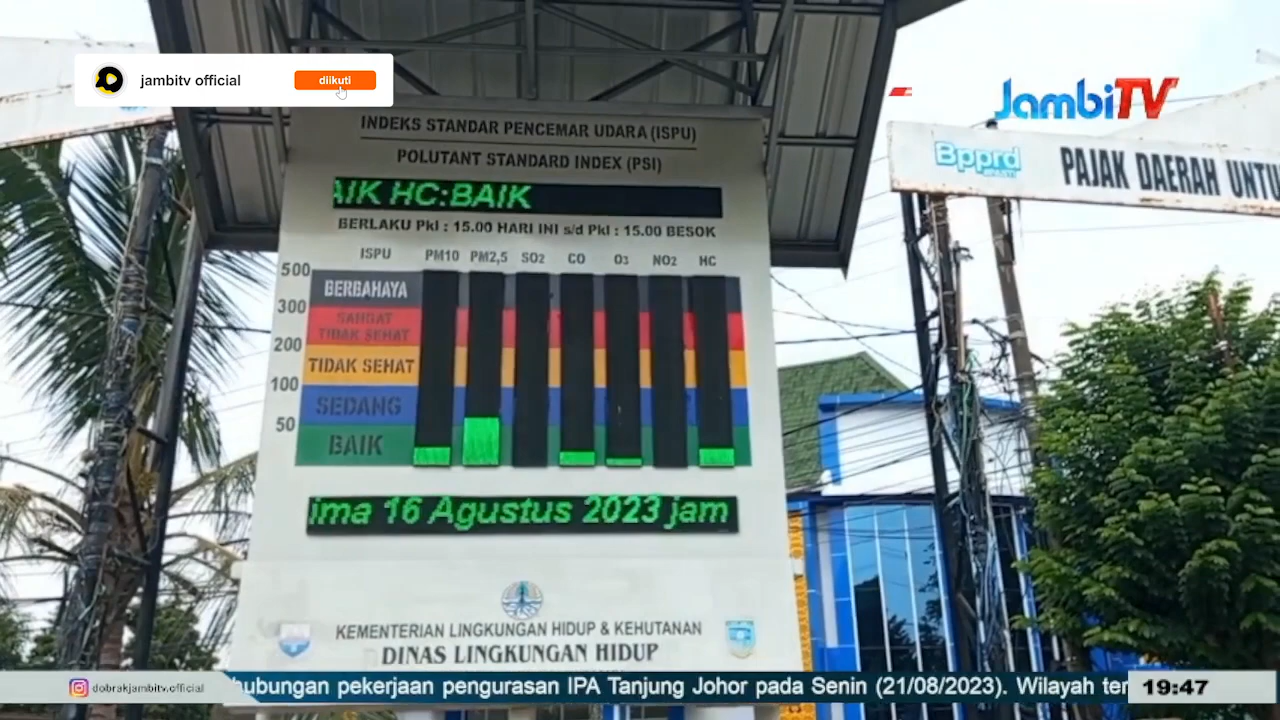 jambitv official
diikuti
JambiTV
Bpprd
PAJAK DAERAH UNTU
INDEKS STANDAR PENCEMAR UDARA (ISPU)
POLUTANT STANDARD INDEX (PSI)
AIK HC:BAIK
BERLAKU Pkl : 15.00 HARI INI s/d Pkl : 15.00 BESOK
ISPU PM10 PM2,5 SO2 CO O3 NO2 HC
500
BERBAHAYA
300
SANGAT
TIDAK SEHAT
200
TIDAK SEHAT
100
SEDANG
50
BAIK
ima 16 Agustus 2023 jam
KEMENTERIAN LINGKUNGAN HIDUP & KEHUTANAN
DINAS LINGKUNGAN HIDUP
dobrakjambitv.official
hubungan pekerjaan pengurasan IPA Tanjung Johor pada Senin (21/08/2023). Wilayah ter
19:47